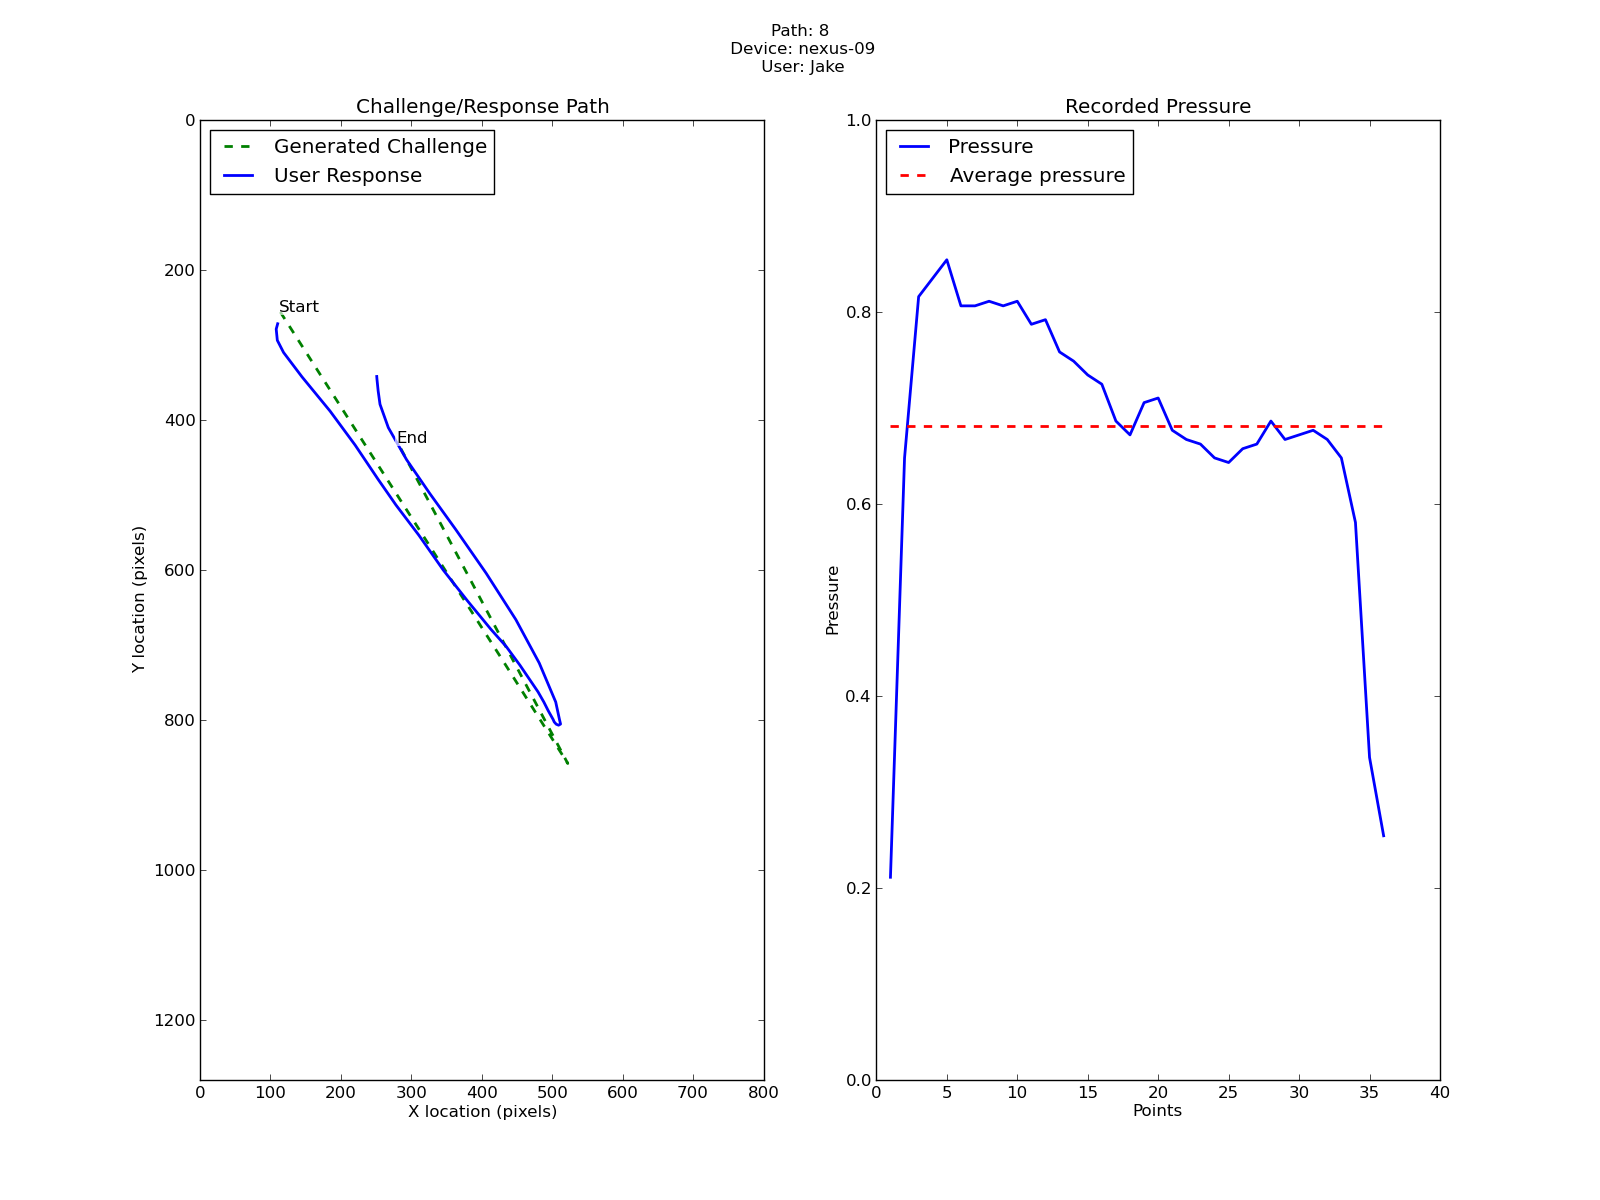 Path: 8
Device: nexus-09
User: Jake
Challenge/Response Path
Generated Challenge
User Response
Start
End
0
200
400
600
800
1000
1200
Y location (pixels)
0 100 200 300 400 500 600 700 800
X location (pixels)
Recorded Pressure
Pressure
Average pressure
1.0
0.8
0.6
0.4
0.2
0.0
Pressure
0 5 10 15 20 25 30 35 40
Points